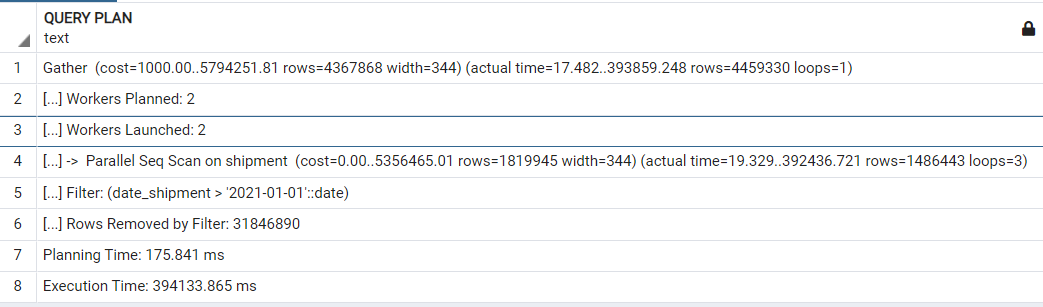 QUERY PLAN
text
1 Gather (cost=1000.00..5794251.81 rows=4367868 width=344) (actual time=17.482..393859.248 rows=4459330 loops=1)
2 [...] Workers Planned: 2
3 [...] Workers Launched: 2
4 [...] -> Parallel Seq Scan on shipment (cost=0.00..5356465.01 rows=1819945 width=344) (actual time=19.329..392436.721 rows=1486443 loops=3)
5 [...] Filter: (date_shipment > '2021-01-01'::date)
6 [...] Rows Removed by Filter: 31846890
7 Planning Time: 175.841 ms
8 Execution Time: 394133.865 ms